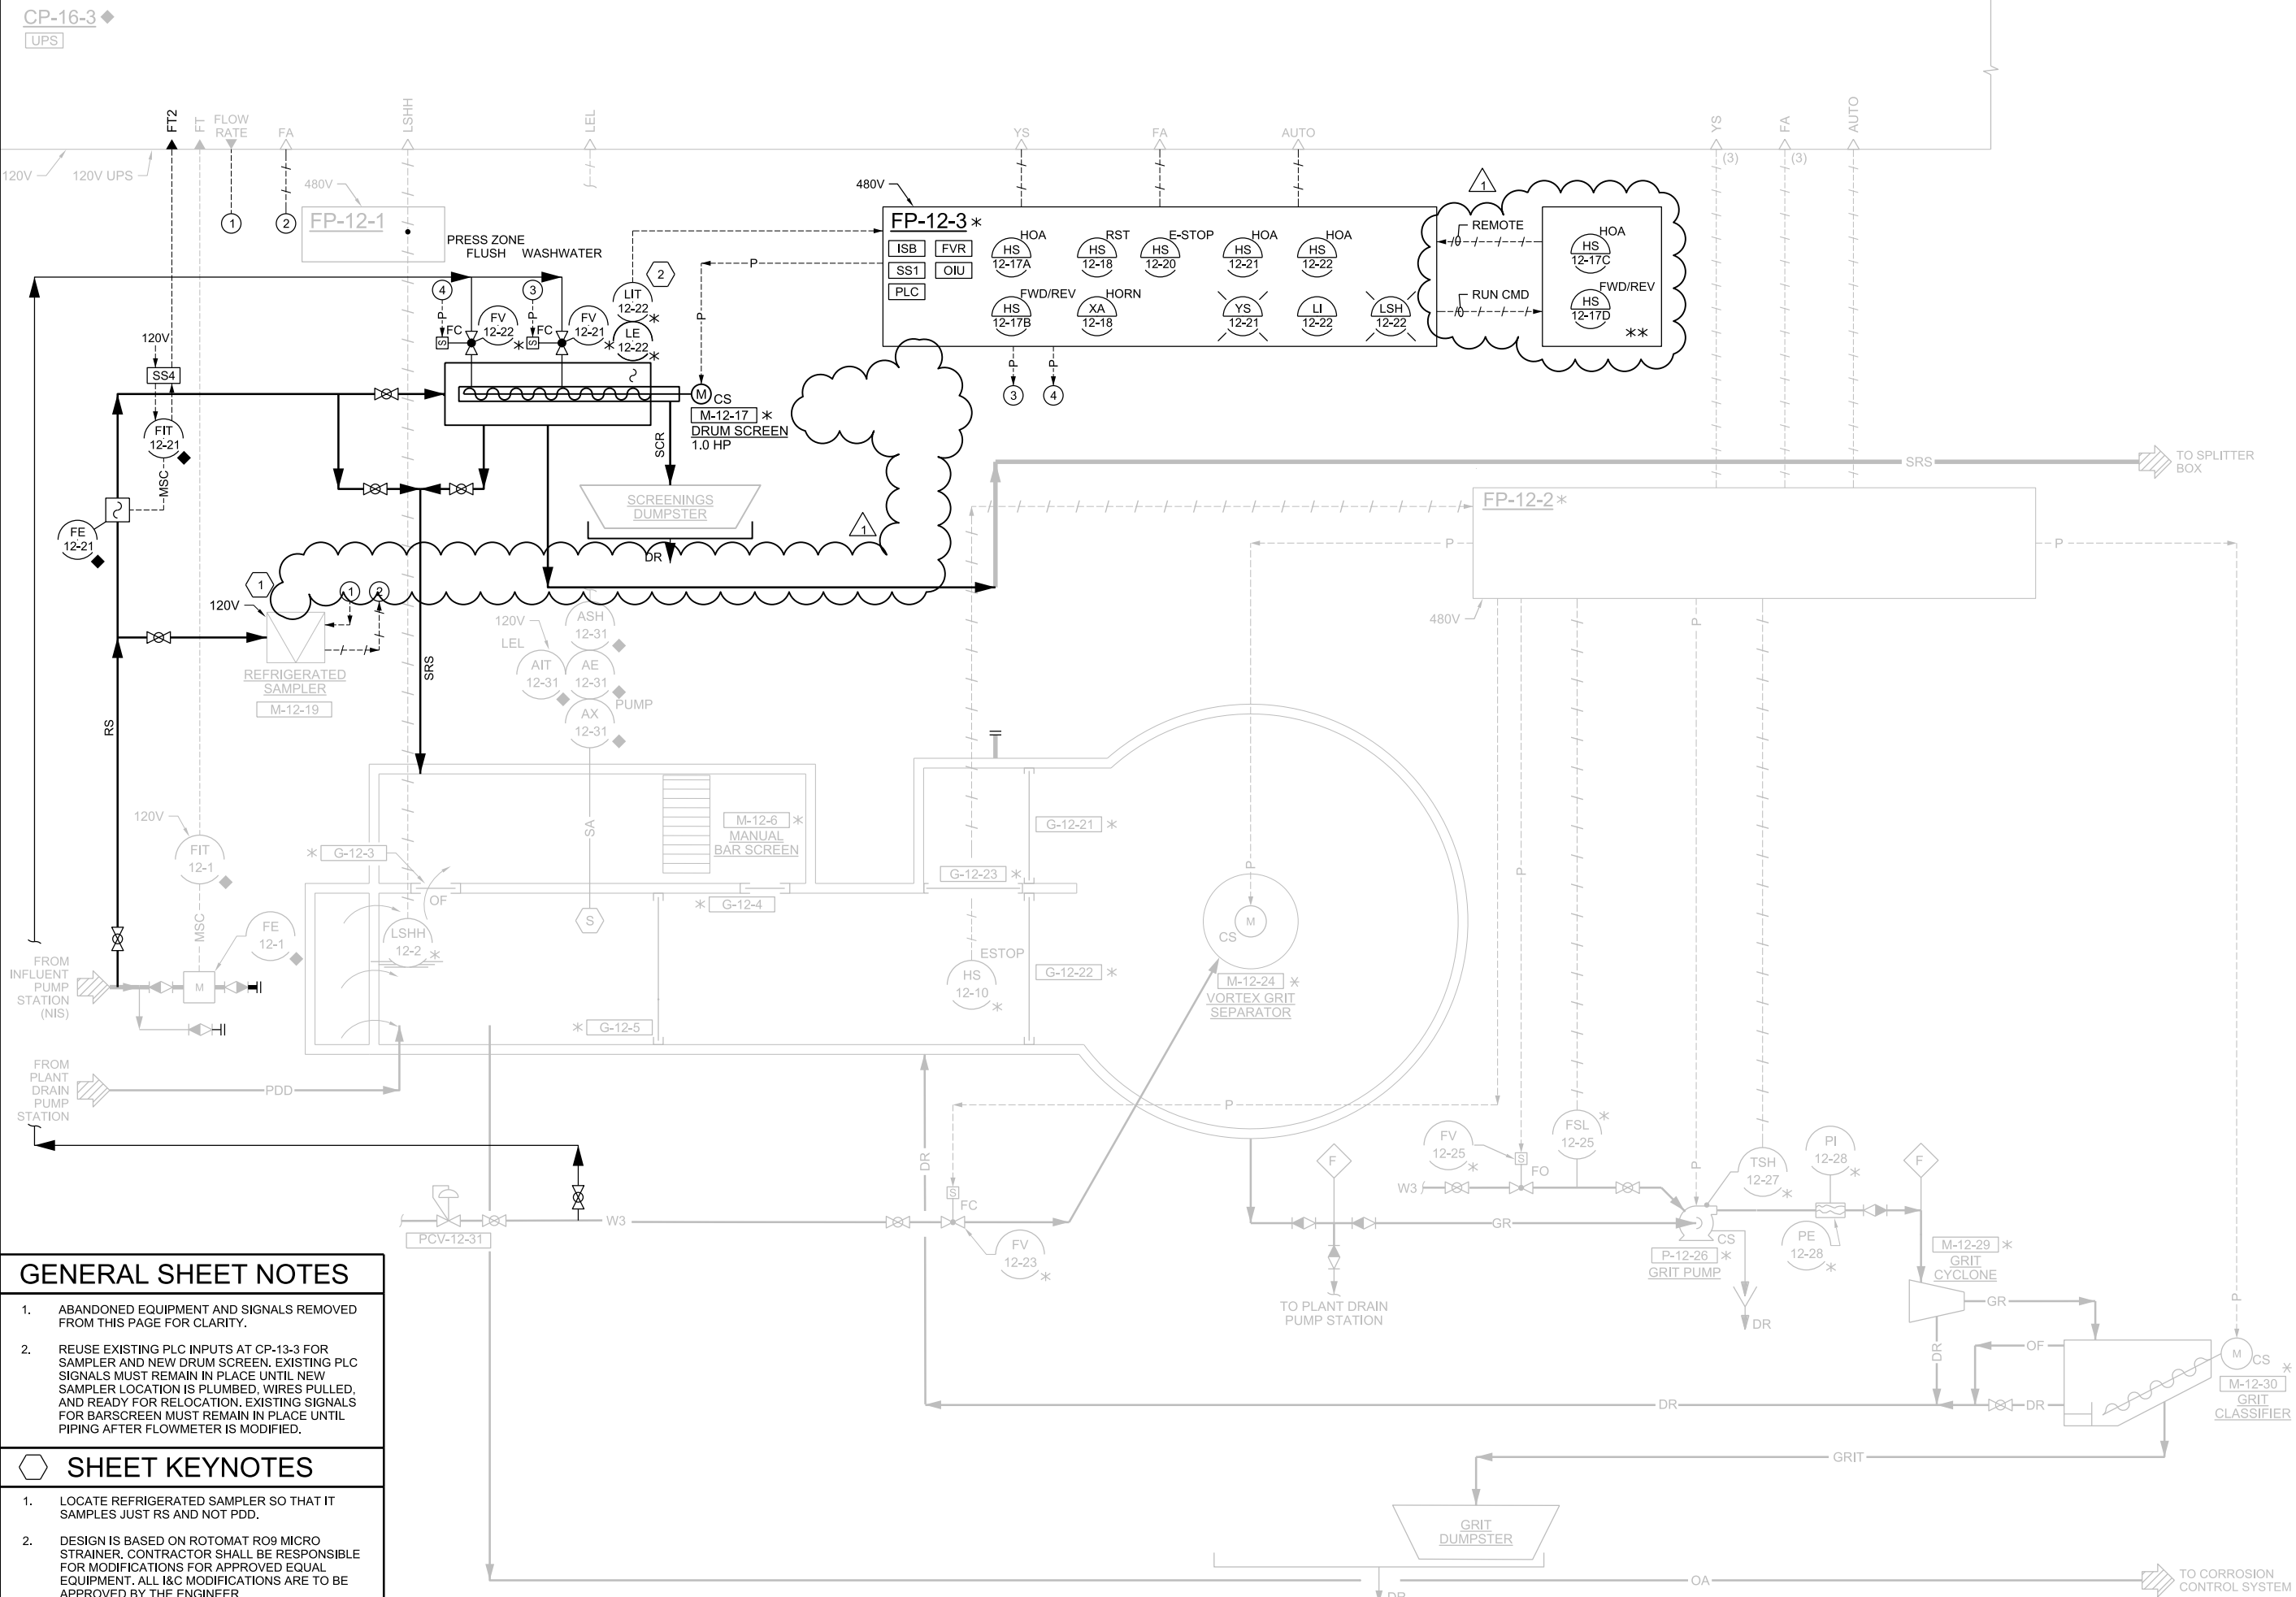 CP-16-3
UPS
FT2
FT
FLOW
RATE
FA
LSHH
LEL
YS
FA
AUTO
YS
FA
AUTO
(3)
(3)
120V
120V UPS
480V
480V
1
2
FP-12-1
PRESS ZONE
FLUSH
WASHWATER
4
3
P
P
FC
FC
S
S
FV
12-22
*
FV
12-21
*
LIT
12-22
*
LE
12-22
*
2
P
P
FP-12-3 *
ISB
FVR
SS1
OIU
PLC
HOA
HS
12-17A
RST
HS
12-18
E-STOP
HS
12-20
HOA
HS
12-21
HOA
HS
12-22
FWD/REV
HS
12-17B
HORN
XA
12-18
YS
12-21
LI
12-22
LSH
12-22
1
REMOTE
RUN CMD
HOA
HS
12-17C
FWD/REV
HS
12-17D
**
P
P
3
4
120V
SS4
FIT
12-21
MSC
FE
12-21
M
CS
M-12-17 *
DRUM SCREEN
1.0 HP
SCR
SCREENINGS
DUMPSTER
DR
1
SRS
TO SPLITTER
BOX
FP-12-2 *
P
P
480V
1
120V
1
2
REFRIGERATED
SAMPLER
M-12-19
SRS
RS
120V
LEL
ASH
12-31
AIT
12-31
AE
12-31
AX
12-31
PUMP
SA
S
120V
FIT
12-1
MSC
FE
12-1
M
FROM
INFLUENT
PUMP
STATION
(NIS)
FROM
PLANT
DRAIN
PUMP
STATION
PDD
* G-12-3
OF
LSHH
12-2
*
M-12-6 *
MANUAL
BAR SCREEN
* G-12-4
* G-12-5
G-12-21 *
G-12-23 *
G-12-22 *
ESTOP
HS
12-10
*
P
M
CS
M-12-24 *
VORTEX GRIT
SEPARATOR
P
P
P
P
DR
PCV-12-31
W3
S
FC
FV
12-23
*
F
TO PLANT DRAIN
PUMP STATION
GR
FV
12-25
*
S
FO
W3
FSL
12-25
*
TSH
12-27
*
PI
12-28
*
PE
12-28
*
CS
P-12-26 *
GRIT PUMP
DR
F
M-12-29 *
GRIT
CYCLONE
GR
DR
OF
DR
DR
P
M
CS
*
M-12-30
GRIT
CLASSIFIER
GRIT
GRIT
DUMPSTER
DR
OA
TO CORROSION
CONTROL SYSTEM
GENERAL SHEET NOTES
1. ABANDONED EQUIPMENT AND SIGNALS REMOVED
FROM THIS PAGE FOR CLARITY.
2. REUSE EXISTING PLC INPUTS AT CP-13-3 FOR
SAMPLER AND NEW DRUM SCREEN. EXISTING PLC
SIGNALS MUST REMAIN IN PLACE UNTIL NEW
SAMPLER LOCATION IS PLUMBED, WIRES PULLED,
AND READY FOR RELOCATION. EXISTING SIGNALS
FOR BARSCREEN MUST REMAIN IN PLACE UNTIL
PIPING AFTER FLOWMETER IS MODIFIED.
SHEET KEYNOTES
1. LOCATE REFRIGERATED SAMPLER SO THAT IT
SAMPLES JUST RS AND NOT PDD.
2. DESIGN IS BASED ON ROTOMAT RO9 MICRO
STRAINER. CONTRACTOR SHALL BE RESPONSIBLE
FOR MODIFICATIONS FOR APPROVED EQUAL
EQUIPMENT. ALL I&C MODIFICATIONS ARE TO BE
APPROVED BY THE ENGINEER